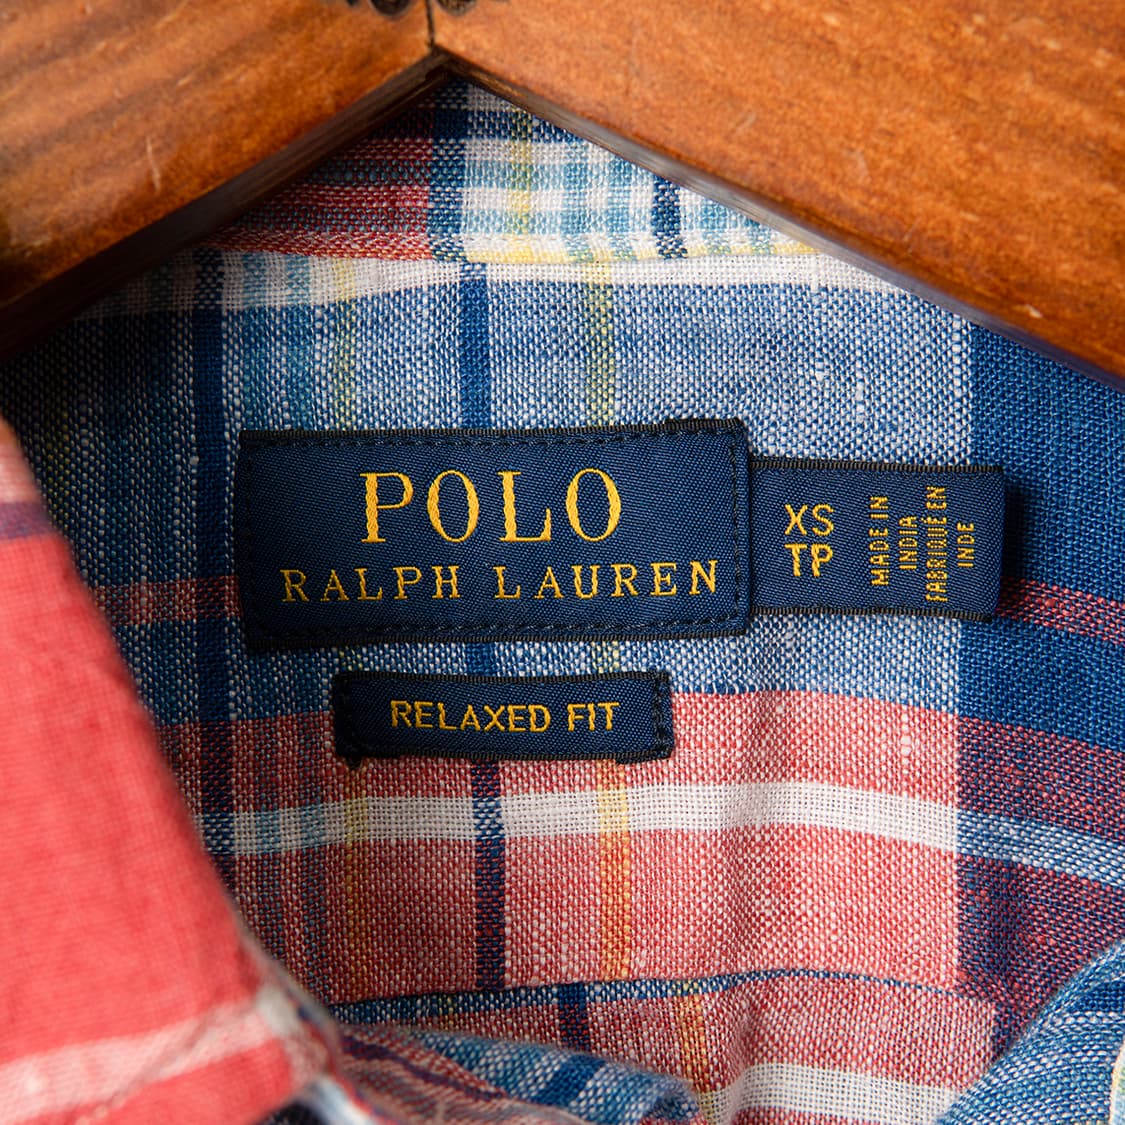 POLO
RALPH LAUREN
XS
TP
MADE IN
INDIA
FABRIQUÉ EN
INDE
RELAXED FIT